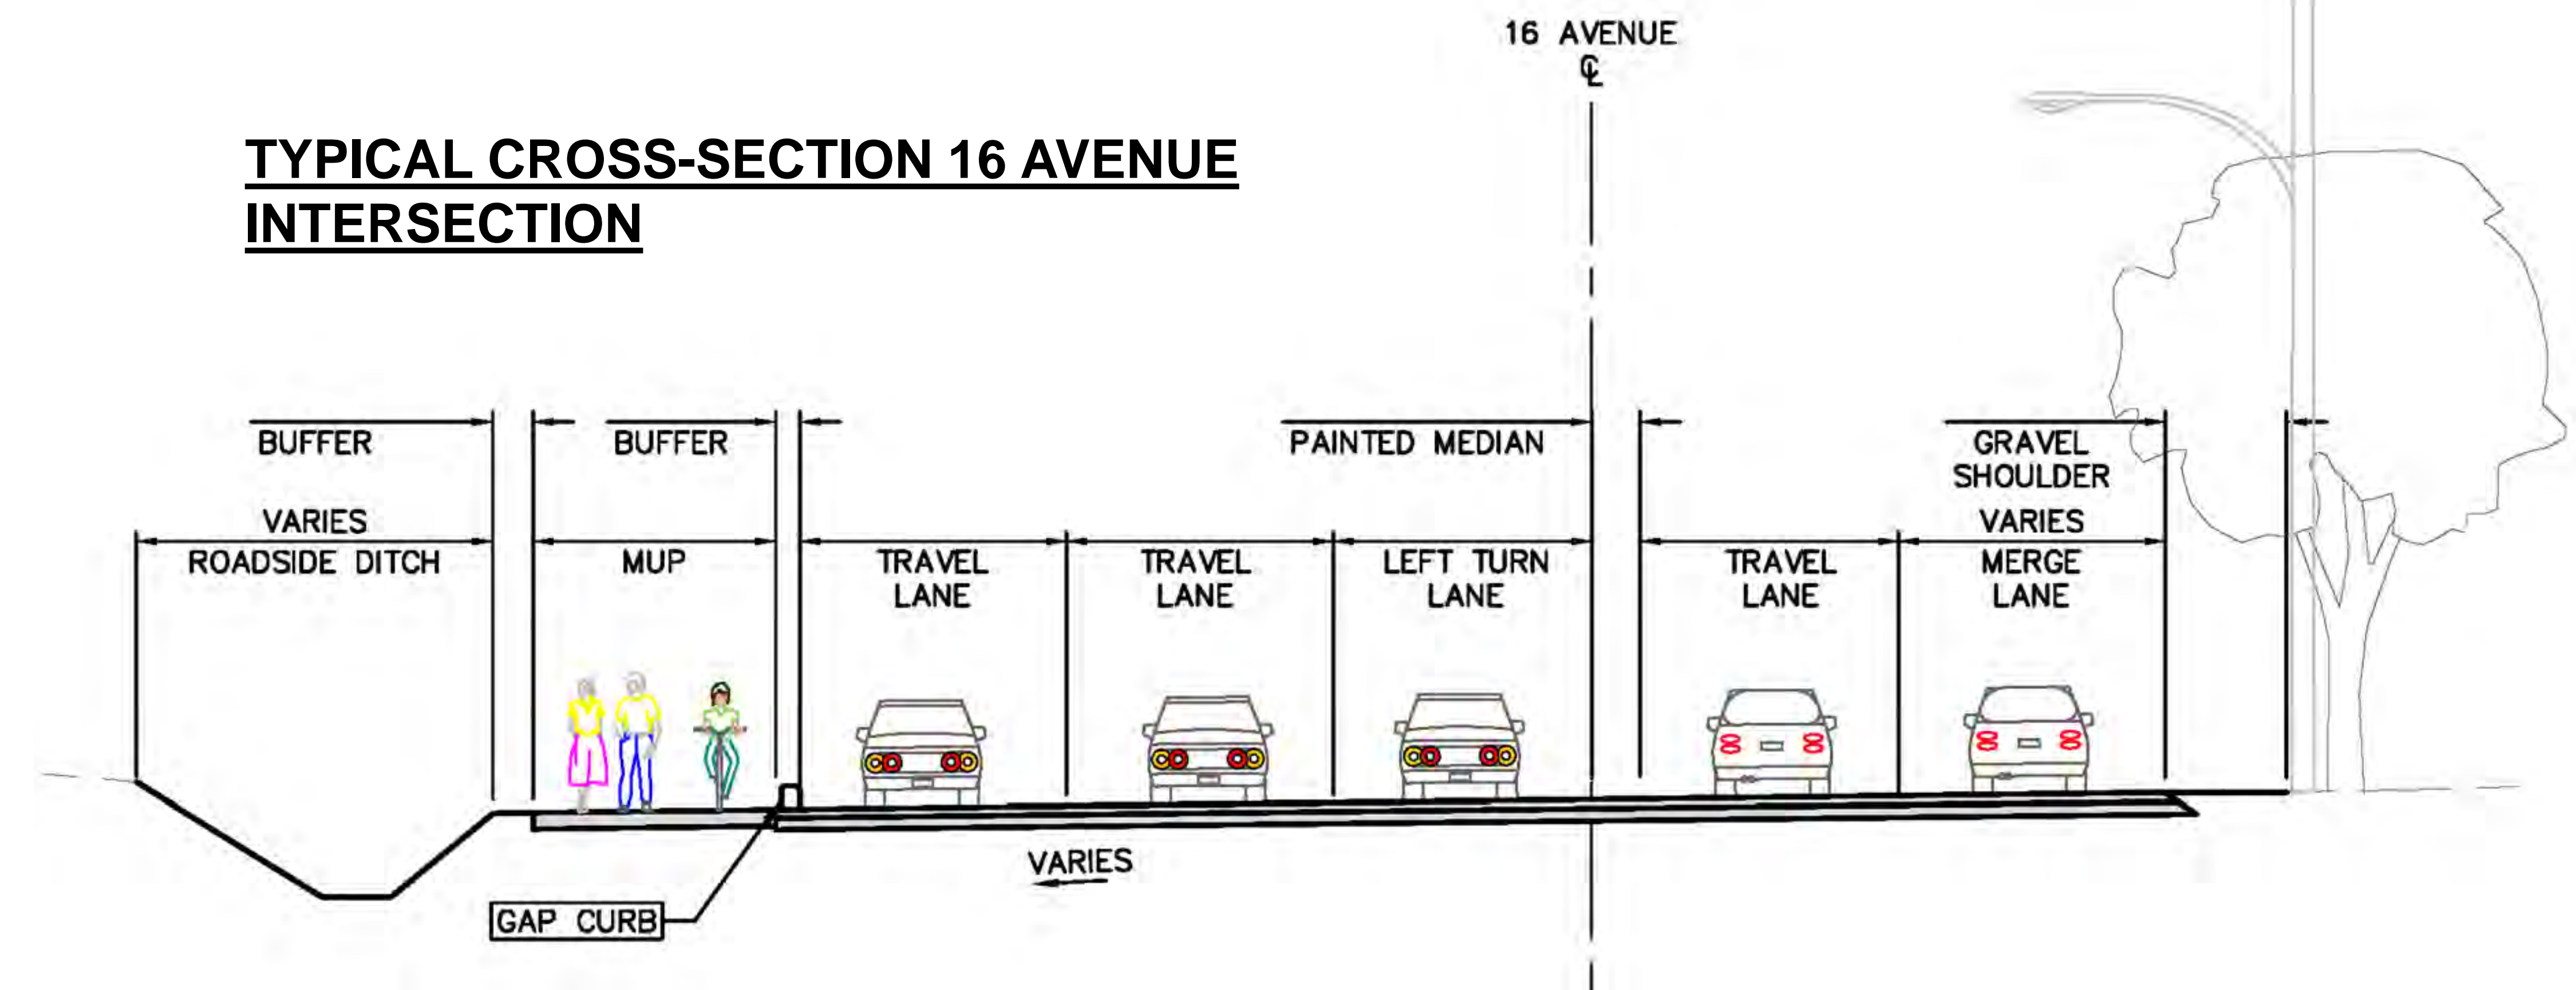 16 AVENUE
℄
TYPICAL CROSS-SECTION 16 AVENUE
INTERSECTION
BUFFER
BUFFER
PAINTED MEDIAN
GRAVEL
SHOULDER
VARIES
VARIES
ROADSIDE DITCH
MUP
TRAVEL
LANE
TRAVEL
LANE
LEFT TURN
LANE
TRAVEL
LANE
MERGE
LANE
VARIES
GAP CURB